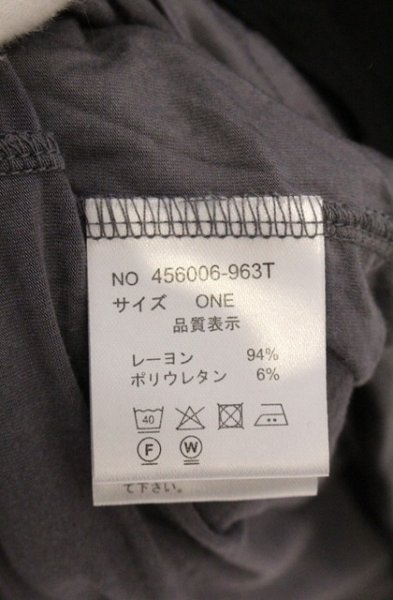 NO 456006-963T
サイズ ONE
品質表示
レーヨン 94%
ポリウレタン 6%
40
F W
て下さい。